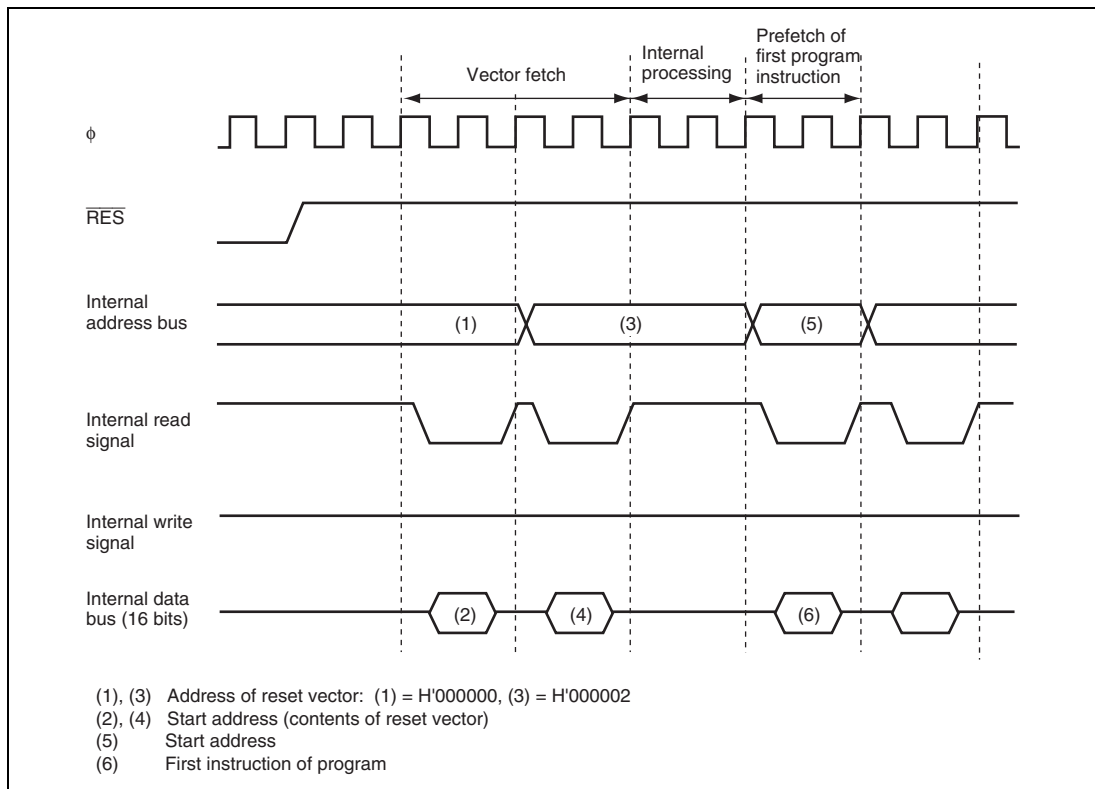 Vector fetch
Internal
processing
Prefetch of
first program
instruction
ϕ
RES
Internal
address bus
(1)
(3)
(5)
Internal read
signal
Internal write
signal
Internal data
bus (16 bits)
(2)
(4)
(6)
(1), (3) Address of reset vector: (1) = H'000000, (3) = H'000002
(2), (4) Start address (contents of reset vector)
(5) Start address
(6) First instruction of program